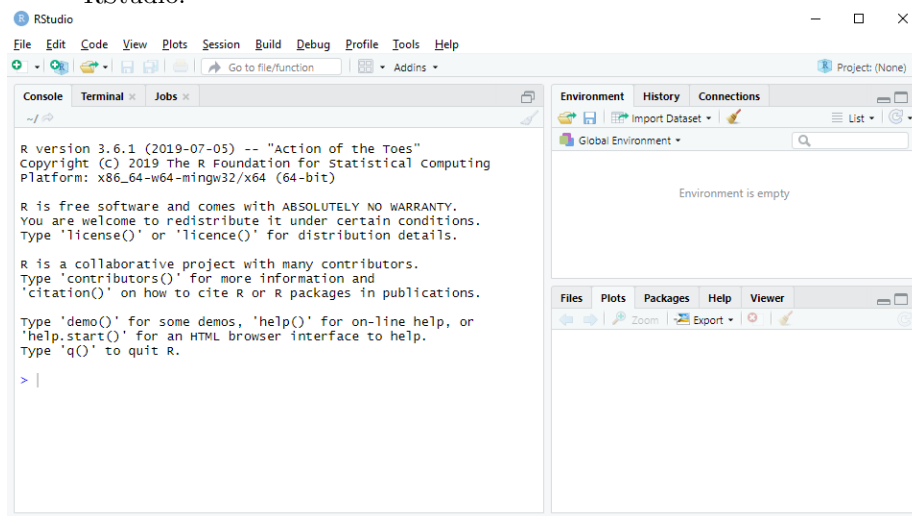 RStudio.
RStudio
File Edit Code View Plots Session Build Debug Profile Tools Help
Go to file/function Addins Project: (None)
Console Terminal Jobs
~/
R version 3.6.1 (2019-07-05) -- "Action of the Toes"
Copyright (C) 2019 The R Foundation for Statistical Computing
Platform: x86_64-w64-mingw32/x64 (64-bit)
R is free software and comes with ABSOLUTELY NO WARRANTY.
You are welcome to redistribute it under certain conditions.
Type 'license()' or 'licence()' for distribution details.
R is a collaborative project with many contributors.
Type 'contributors()' for more information and
'citation()' on how to cite R or R packages in publications.
Type 'demo()' for some demos, 'help()' for on-line help, or
'help.start()' for an HTML browser interface to help.
Type 'q()' to quit R.
>
Environment History Connections
Import Dataset List
Global Environment
Environment is empty
Files Plots Packages Help Viewer
Zoom Export